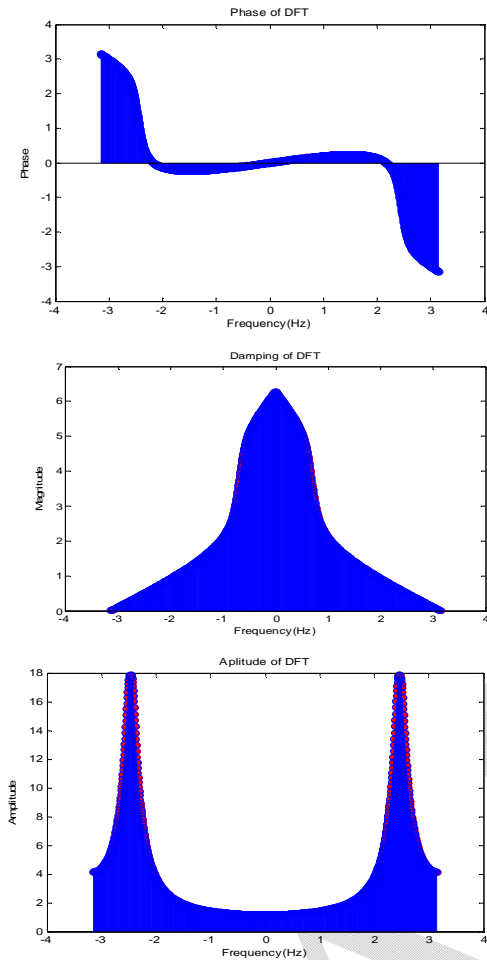 Phase of DFT
4
3
2
1
0
-1
-2
-3
-4
Phase
-4 -3 -2 -1 0 1 2 3 4
Frequency(Hz)
Damping of DFT
7
6
5
4
3
2
1
0
Magnitude
-4 -3 -2 -1 0 1 2 3 4
Frequency(Hz)
Aplitude of DFT
18
16
14
12
10
8
6
4
2
0
Amplitude
-4 -3 -2 -1 0 1 2 3 4
Frequency(Hz)